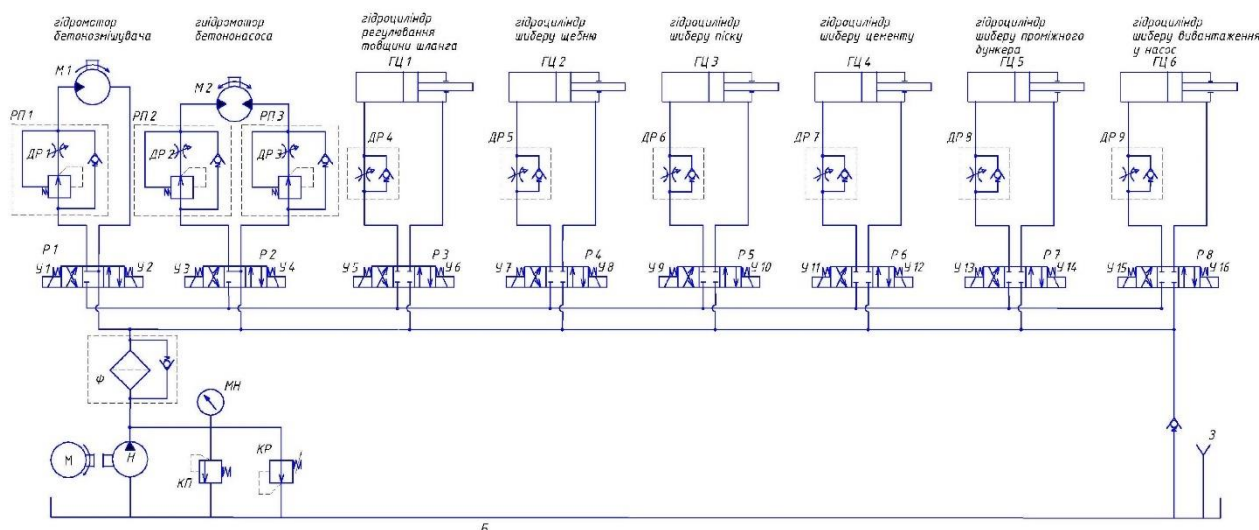 гідромотор
бетонозмішувача
гиідромотор
бетононасоса
гідроциліндр
регулювання
товщини шланга
гідроциліндр
шиберу щебню
гідроциліндр
шиберу піску
гідроциліндр
шиберу цементу
гідроциліндр
шиберу проміжного
бункера
гідроциліндр
шиберу вивантаження
у насос
М 1
М 2
ГЦ 1
ГЦ 2
ГЦ 3
ГЦ 4
ГЦ 5
ГЦ 6
РП 1
РП 2
РП 3
ДР 1
ДР 2
ДР 3
ДР 4
ДР 5
ДР 6
ДР 7
ДР 8
ДР 9
Р 1
Р 2
Р 3
Р 4
Р 5
Р 6
Р 7
Р 8
У 1
У 2
У 3
У 4
У 5
У 6
У 7
У 8
У 9
У 10
У 11
У 12
У 13
У 14
У 15
У 16
Ф
МН
М
Н
КП
КР
З
Б